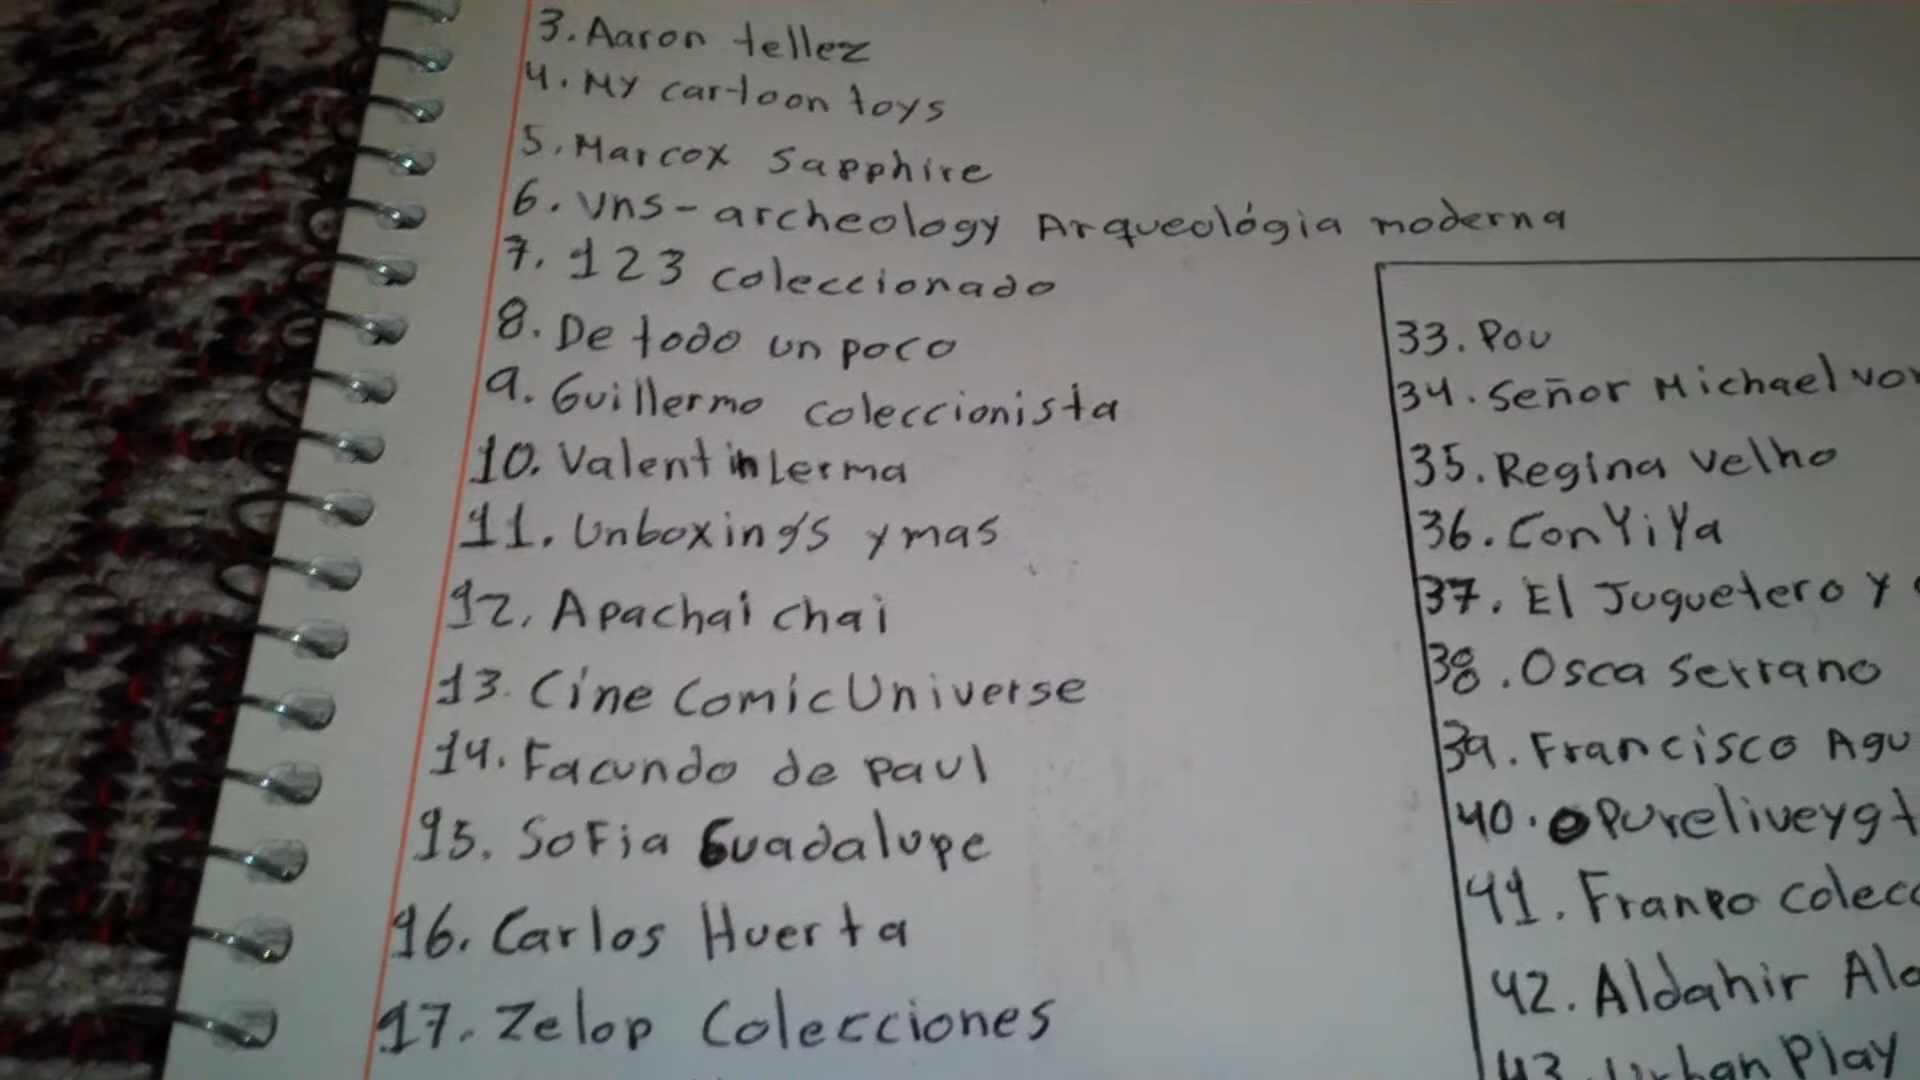 3. Aaron tellez
4. My cartoon toys
5. Marcox Sapphire
6. Vns-archeology Arqueológia moderna
7. 123 coleccionado
8. De todo un poco
9. Guillermo coleccionista
10. Valentin Lerma
11. Unboxings y mas
12. Apachai chai
13. Cine Comic Universe
14. Facundo de paul
15. Sofia Guadalupe
16. Carlos Huerta
17. Zelop Colecciones
33. Pou
34. Señor Michael
35. Regina Velho
36. ConYiYa
37. El Juguetero y
38. Osca Serrano
39. Francisco
40. Pureliveygt
41. Franpo
42. Aldahir
43. Urban Play